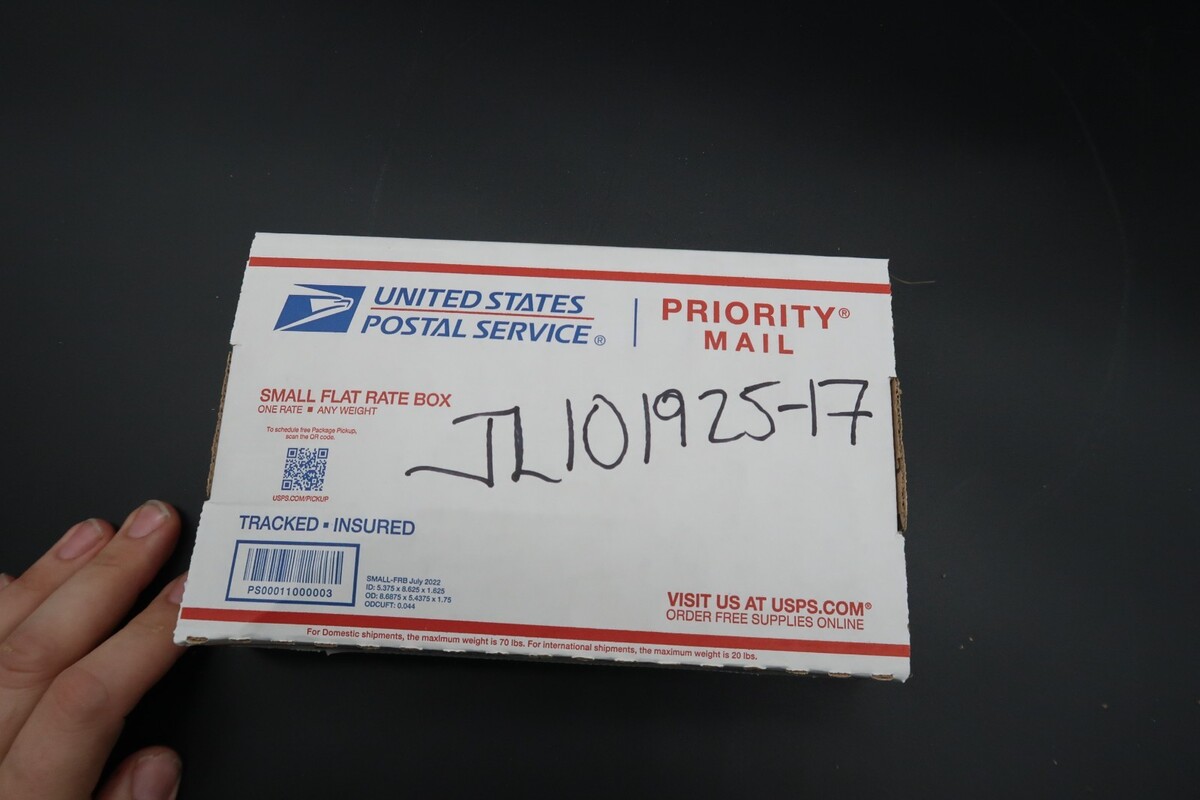 UNITED STATES
POSTAL SERVICE®
PRIORITY®
MAIL
SMALL FLAT RATE BOX
ONE RATE ■ ANY WEIGHT
To schedule free Package Pickup,
scan the QR code.
USPS.COM/PICKUP
JL101925-17
TRACKED ▪ INSURED
PS00011000003
SMALL-FRB July 2022
ID: 5.375 x 8.625 x 1.625
OD: 8.6875 x 5.4375 x 1.75
ODCUFT: 0.044
VISIT US AT USPS.COM®
ORDER FREE SUPPLIES ONLINE
For Domestic shipments, the maximum weight is 70 lbs. For international shipments, the maximum weight is 20 lbs.